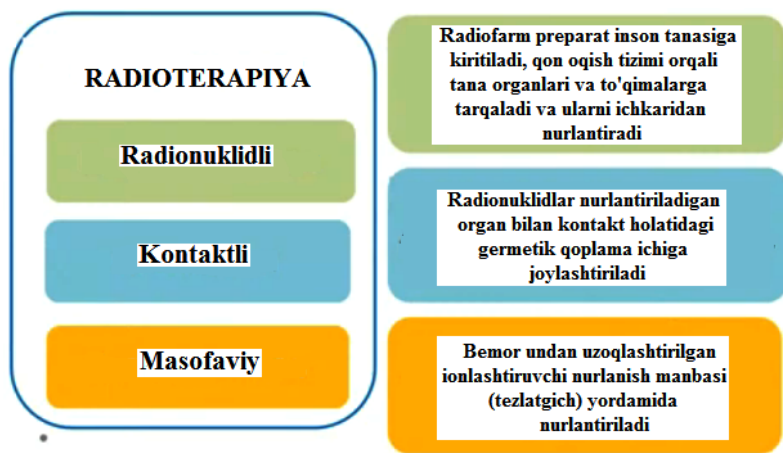 RADIOTERAPIYA
Radionuklidli
Kontaktli
Masofaviy
Radiofarm preparat inson tanasiga
kiritiladi, qon oqish tizimi orqali
tana organlari va to'qimalarga
tarqaladi va ularni ichkaridan
nurlantiradi
Radionuklidlar nurlantiriladigan
organ bilan kontakt holatidagi
germetik qoplama ichiga
joylashtiriladi
Bemor undan uzoqlashtirilgan
ionlashtiruvchi nurlanish manbasi
(tezlatgich) yordamida
nurlantiriladi